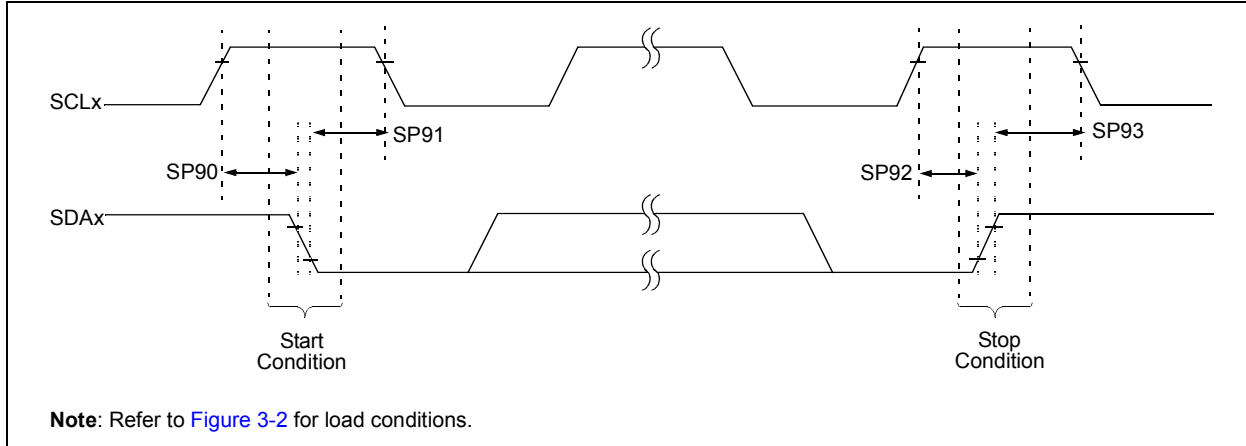 SCLx
SP91
SP93
SP90
SP92
SDAx
Start
Condition
Stop
Condition
Note: Refer to Figure 3-2 for load conditions.